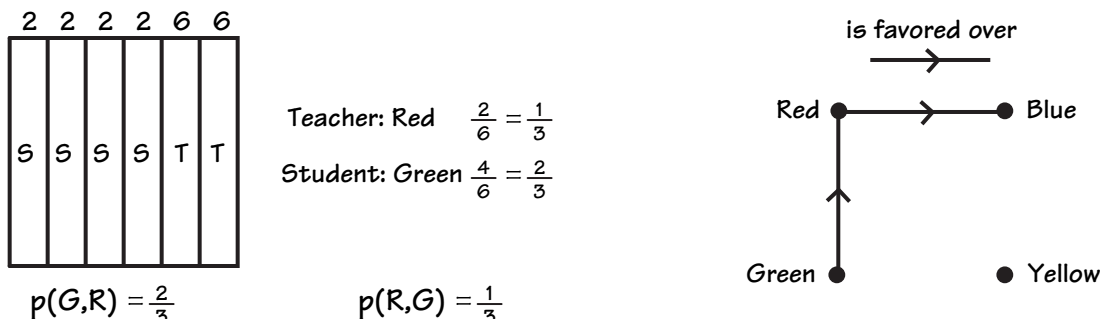 2 2 2 2 6 6
S S S S T T
Teacher: Red 2/6 = 1/3
Student: Green 4/6 = 2/3
p(G,R) = 2/3
p(R,G) = 1/3
is favored over
Red
Blue
Green
Yellow